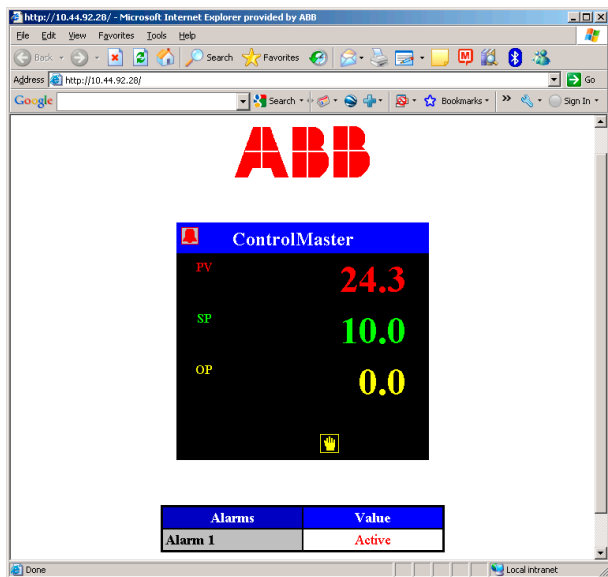 http://10.44.92.28/ - Microsoft Internet Explorer provided by ABB
File Edit View Favorites Tools Help
Back Search Favorites
Address http://10.44.92.28/ Go
Google Search Bookmarks Sign In
ABB
ControlMaster
PV 24.3
SP 10.0
OP 0.0
Alarms Value
Alarm 1 Active
Done Local intranet